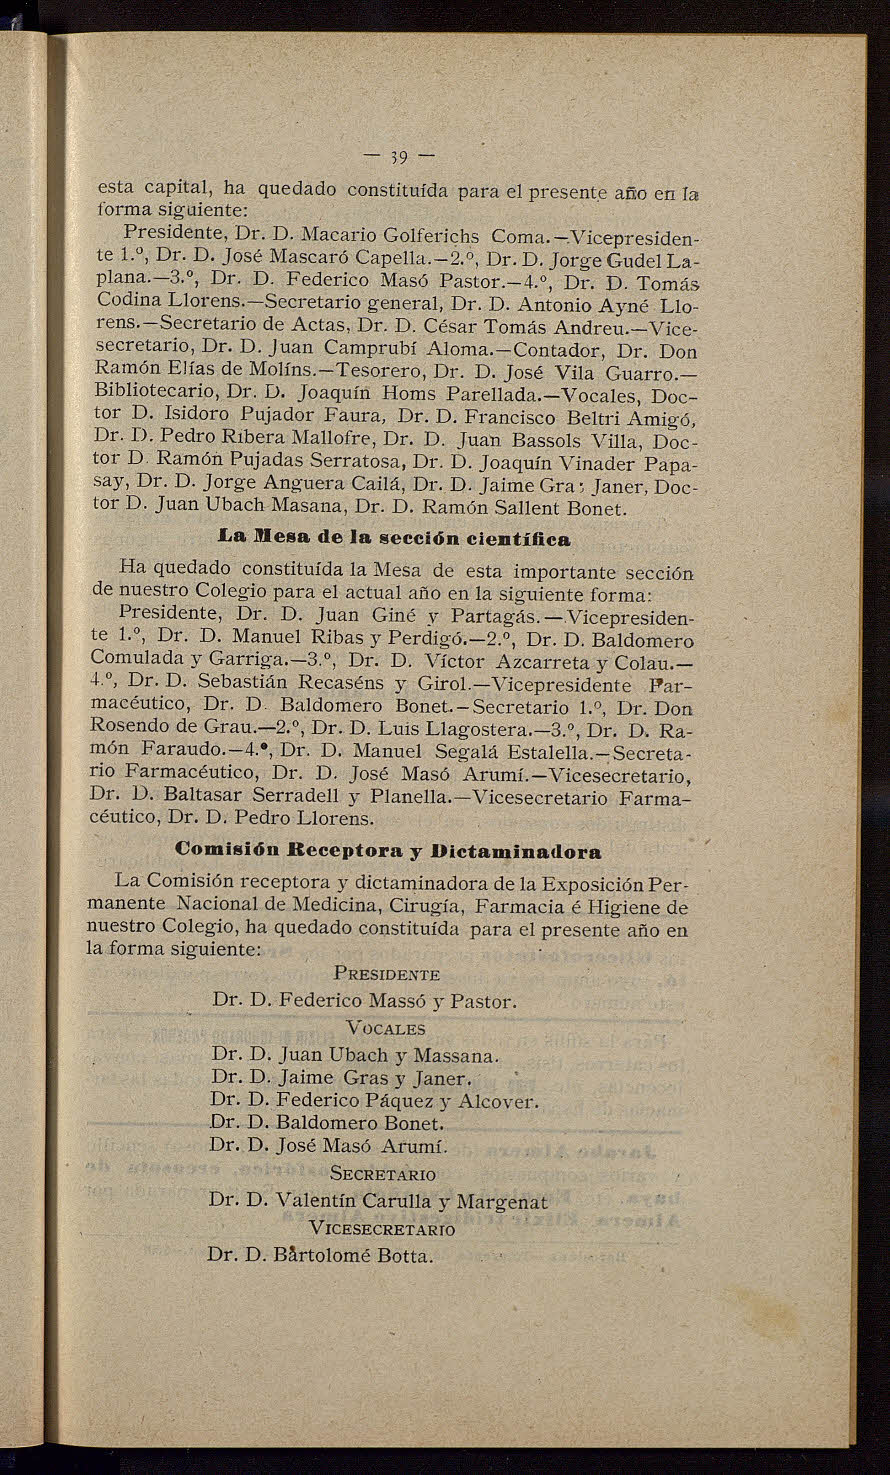 — 39 —
esta capital, ha quedado constituída para el presente año en la
forma siguiente:
Presidente, Dr. D. Macario Golferichs Coma.—Vicepresiden-
te 1.º, Dr. D. José Mascaró Capella.—2.º, Dr. D. Jorge Gudel La-
plana.—3.º, Dr. D. Federico Masó Pastor.—4.º, Dr. D. Tomás
Codina Llorens.—Secretario general, Dr. D. Antonio Ayné Llo-
rens.—Secretario de Actas, Dr. D. César Tomás Andreu.—Vice-
secretario, Dr. D. Juan Camprubí Aloma.—Contador, Dr. Don
Ramón Elías de Molíns.—Tesorero, Dr. D. José Vila Guarro.—
Bibliotecario, Dr. D. Joaquín Homs Parellada.—Vocales, Doc-
tor D. Isidoro Pujador Faura, Dr. D. Francisco Beltri Amigó,
Dr. D. Pedro Ribera Mallofre, Dr. D. Juan Bassols Villa, Doc-
tor D. Ramón Pujadas Serratosa, Dr. D. Joaquín Vinader Papa-
say, Dr. D. Jorge Anguera Cailá, Dr. D. Jaime Gras Janer, Doc-
tor D. Juan Ubach Masana, Dr. D. Ramón Sallent Bonet.
La Mesa de la sección científica
Ha quedado constituída la Mesa de esta importante sección
de nuestro Colegio para el actual año en la siguiente forma:
Presidente, Dr. D. Juan Giné y Partagás.—Vicepresiden-
te 1.º, Dr. D. Manuel Ribas y Perdigó.—2.º, Dr. D. Baldomero
Comulada y Garriga.—3.º, Dr. D. Víctor Azcarreta y Colau.—
4.º, Dr. D. Sebastián Recaséns y Girol.—Vicepresidente Far-
macéutico, Dr. D. Baldomero Bonet.—Secretario 1.º, Dr. Don
Rosendo de Grau.—2.º, Dr. D. Luis Llagostera.—3.º, Dr. D. Ra-
món Faraudo.—4.º, Dr. D. Manuel Segalá Estalella.—Secreta-
rio Farmacéutico, Dr. D. José Masó Arumí.—Vicesecretario,
Dr. D. Baltasar Serradell y Planella.—Vicesecretario Farma-
céutico, Dr. D. Pedro Llorens.
Comisión Receptora y Dictaminadora
La Comisión receptora y dictaminadora de la Exposición Per-
manente Nacional de Medicina, Cirugía, Farmacia é Higiene de
nuestro Colegio, ha quedado constituída para el presente año en
la forma siguiente:
PRESIDENTE
Dr. D. Federico Massó y Pastor.
VOCALES
Dr. D. Juan Ubach y Massana.
Dr. D. Jaime Gras y Janer.
Dr. D. Federico Páquez y Alcover.
Dr. D. Baldomero Bonet.
Dr. D. José Masó Arumí.
SECRETARIO
Dr. D. Valentín Carulla y Margenat
VICESECRETARIO
Dr. D. Bartolomé Botta.